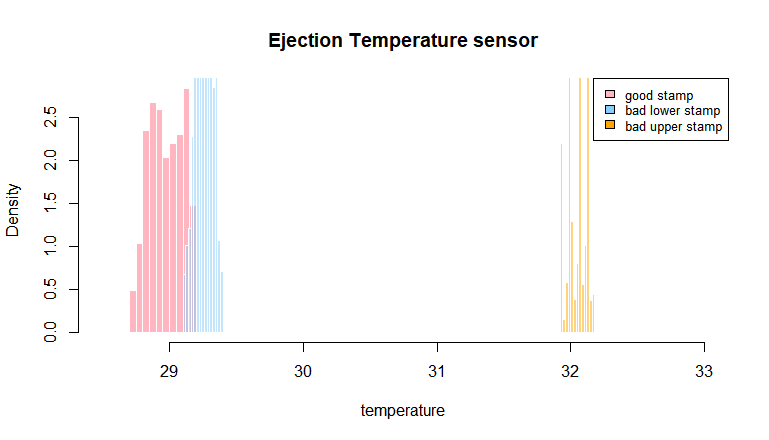 Ejection Temperature sensor
good stamp
bad lower stamp
bad upper stamp
Density
2.5
2.0
1.5
1.0
0.5
0.0
29 30 31 32 33
temperature